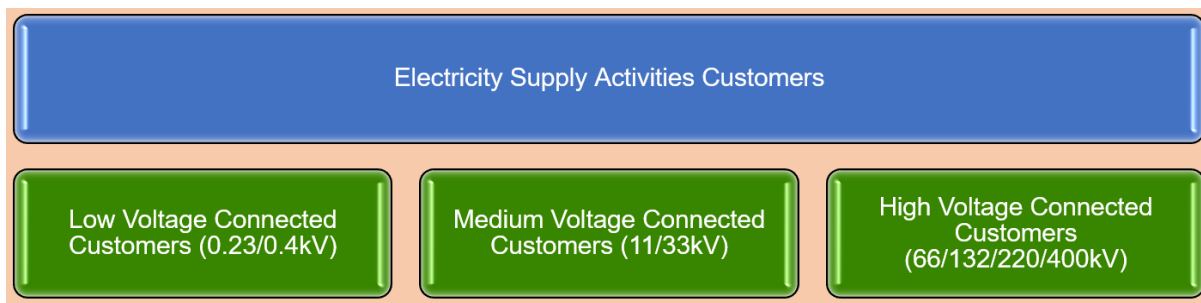 Electricity Supply Activities Customers
Low Voltage Connected
Customers (0.23/0.4kV)
Medium Voltage Connected
Customers (11/33kV)
High Voltage Connected
Customers
(66/132/220/400kV)